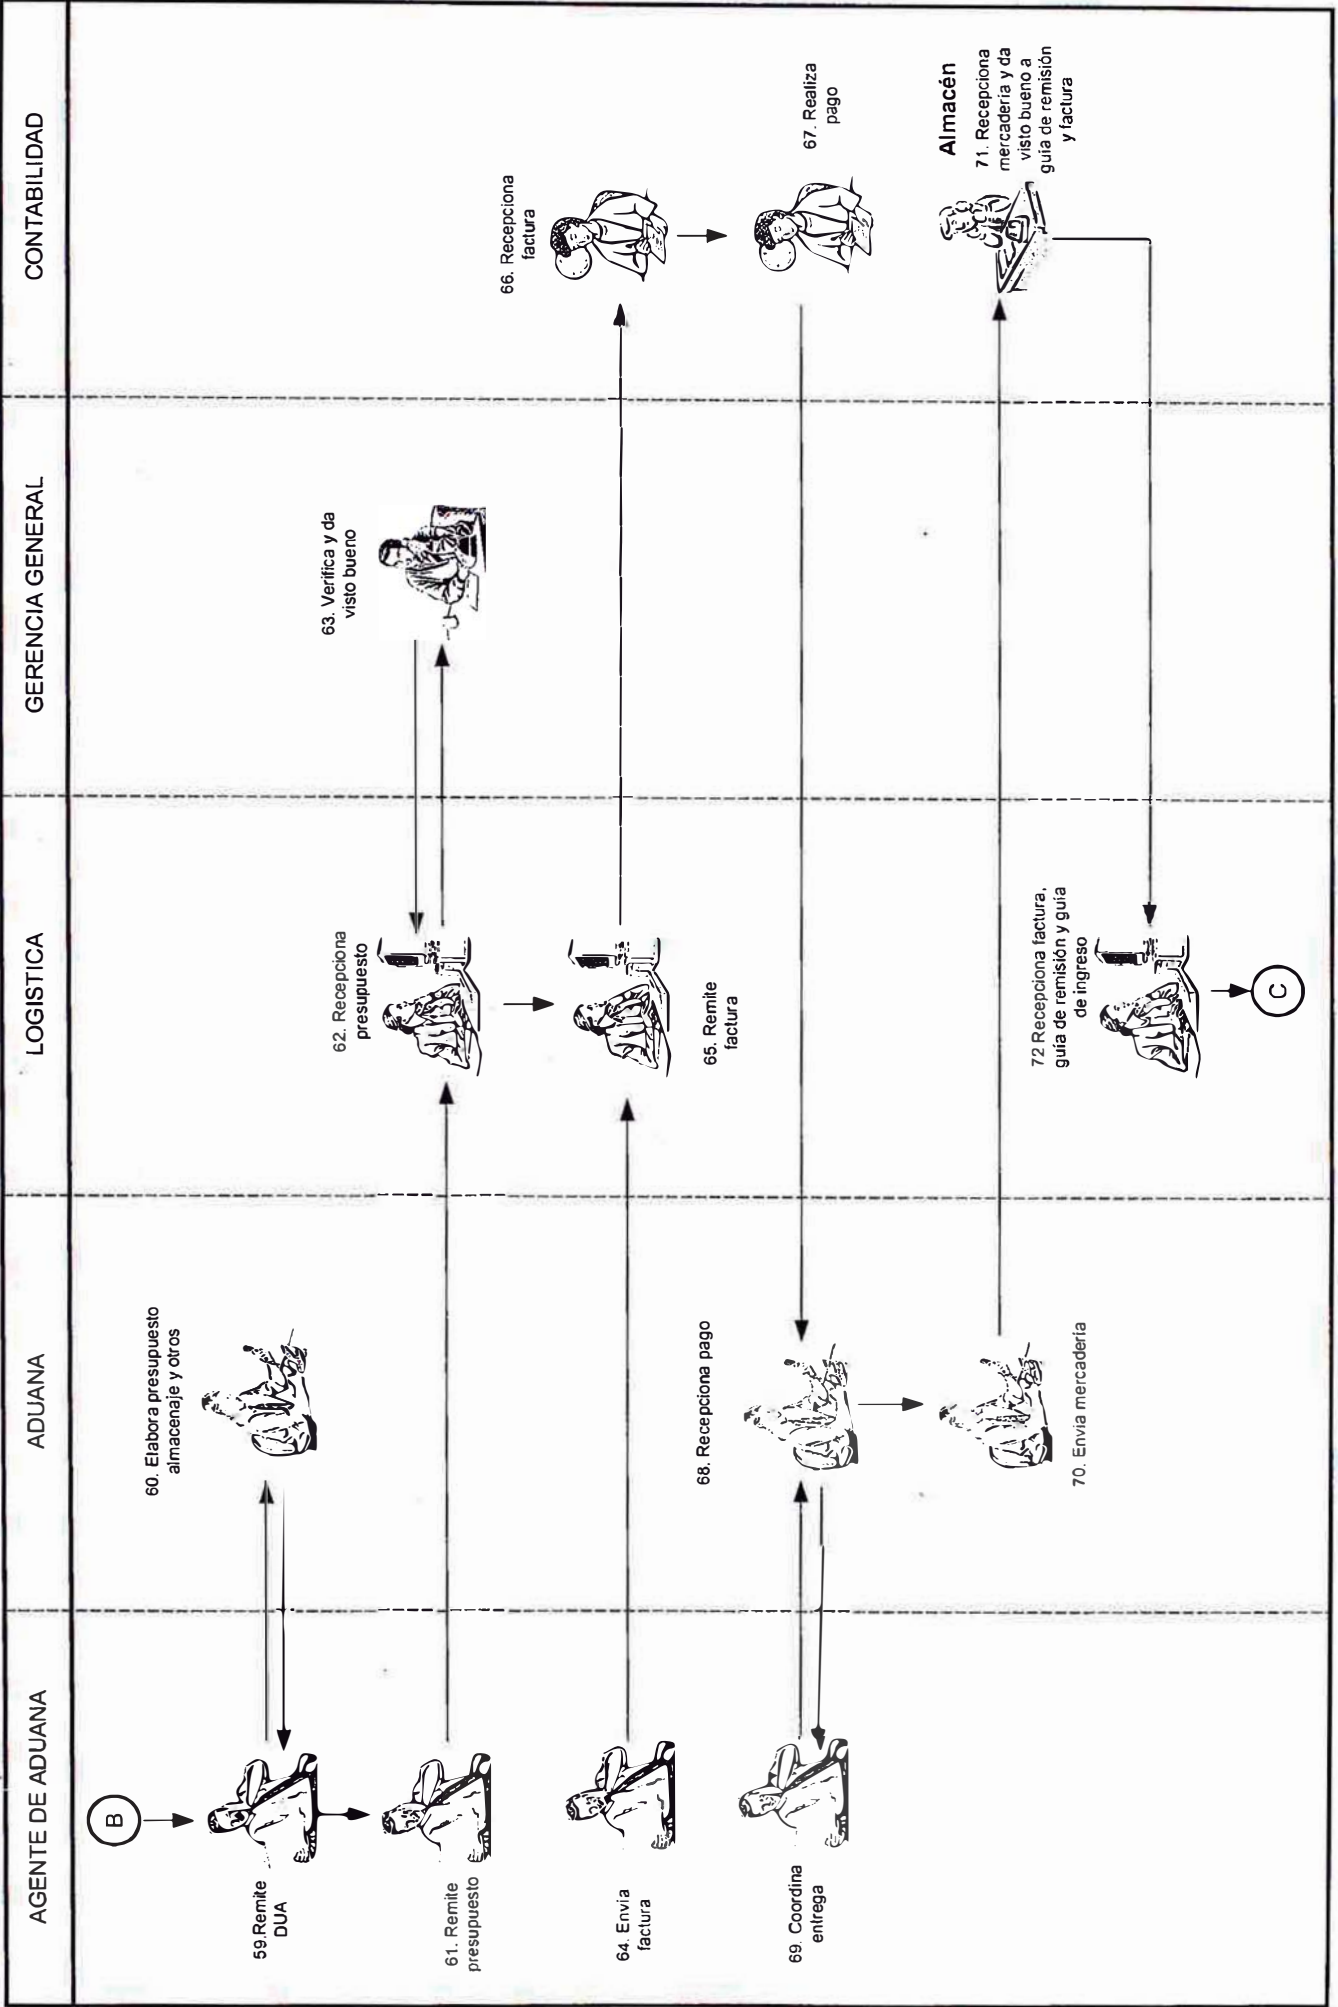 AGENTE DE ADUANA
ADUANA
LOGISTICA
GERENCIA GENERAL
CONTABILIDAD
B
59.Remite
DUA
60. Elabora presupuesto
almacenaje y otros
61. Remite
presupuesto
62. Recepciona
presupuesto
63. Verifica y da
visto bueno
64. Envia
factura
65. Remite
factura
66. Recepciona
factura
67. Realiza
pago
68. Recepciona pago
69. Coordina
entrega
70. Envia mercaderia
Almacén
71. Recepciona
mercaderia y da
visto bueno a
guía de remisión
y factura
72 Recepciona factura,
guía de remisión y guía
de ingreso
C